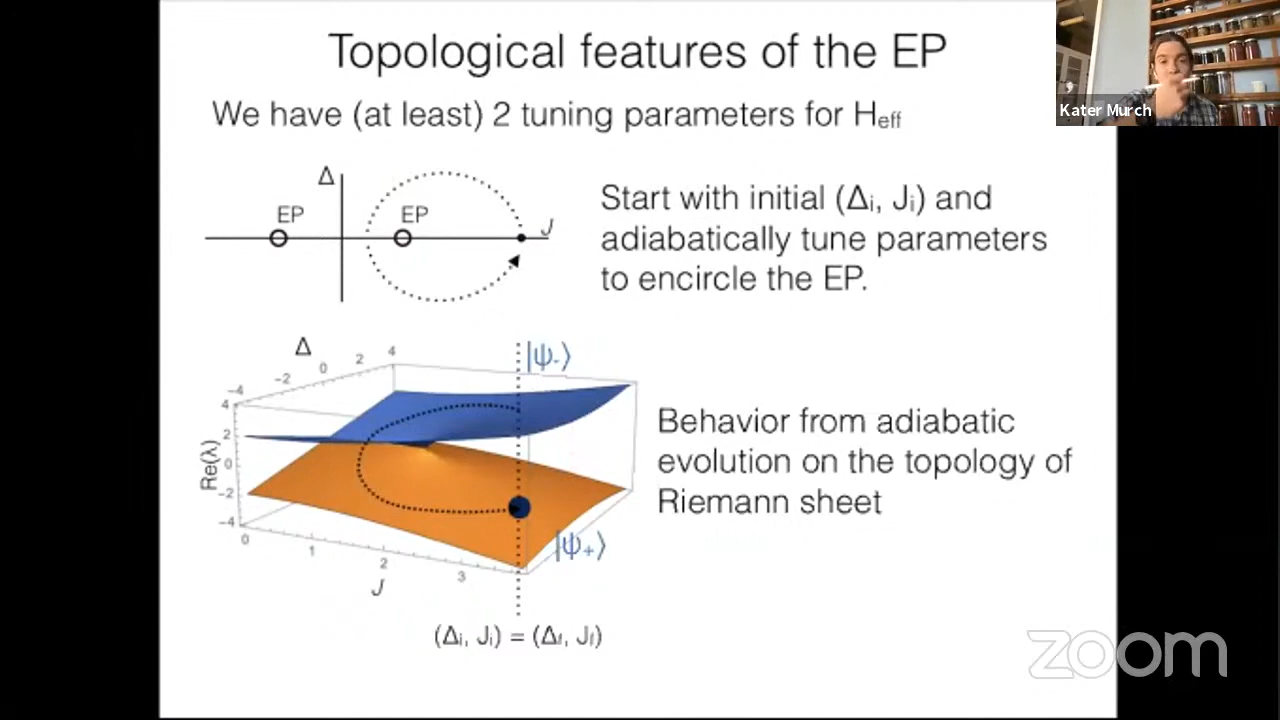 Topological features of the EP
Kater Murch
We have (at least) 2 tuning parameters for Heff
Δ
EP
EP
J
Start with initial (Δi, Ji) and
adiabatically tune parameters
to encircle the EP.
Δ
-4
-2
0
2
4
|ψ-⟩
4
2
0
-2
-4
Re(λ)
Behavior from adiabatic
evolution on the topology of
Riemann sheet
|ψ+⟩
0
1
2
3
J
(Δi, Ji) = (Δf, Jf)
zoom